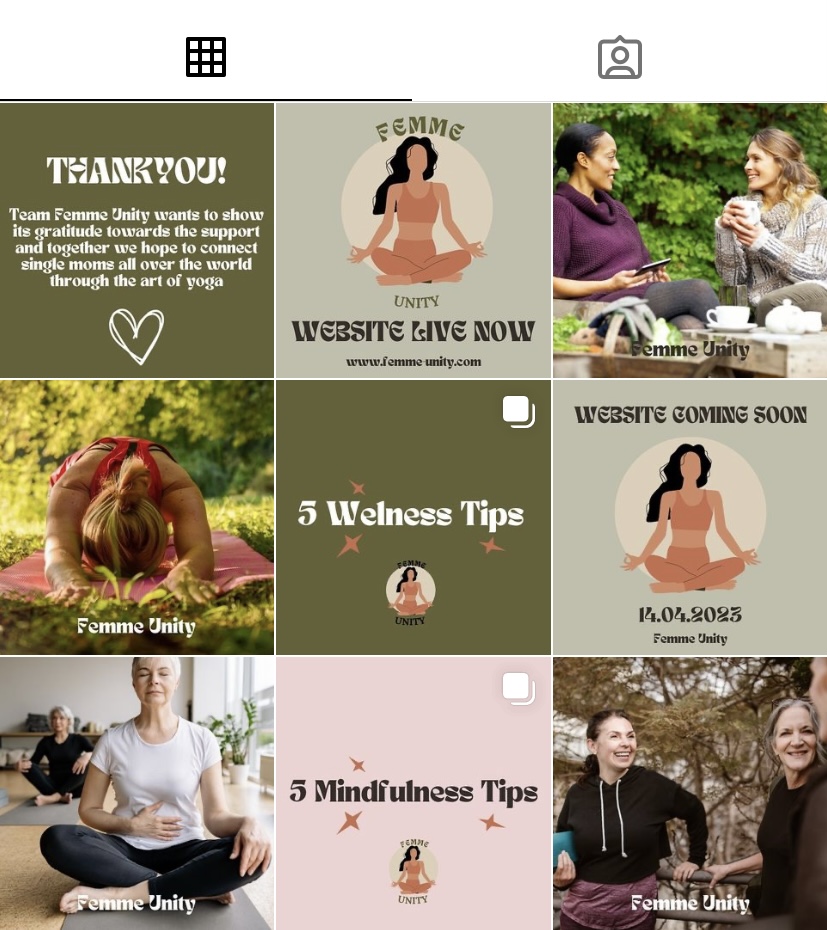 THANKYOU!
Team Femme Unity wants to show
its gratitude towards the support
and together we hope to connect
single moms all over the world
through the art of yoga
FEMME
UNITY
WEBSITE LIVE NOW
www.femme-unity.com
Femme Unity
Femme Unity
5 Welness Tips
FEMME
UNITY
WEBSITE COMING SOON
14.04.2023
Femme Unity
Femme Unity
5 Mindfulness Tips
FEMME
UNITY
Femme Unity